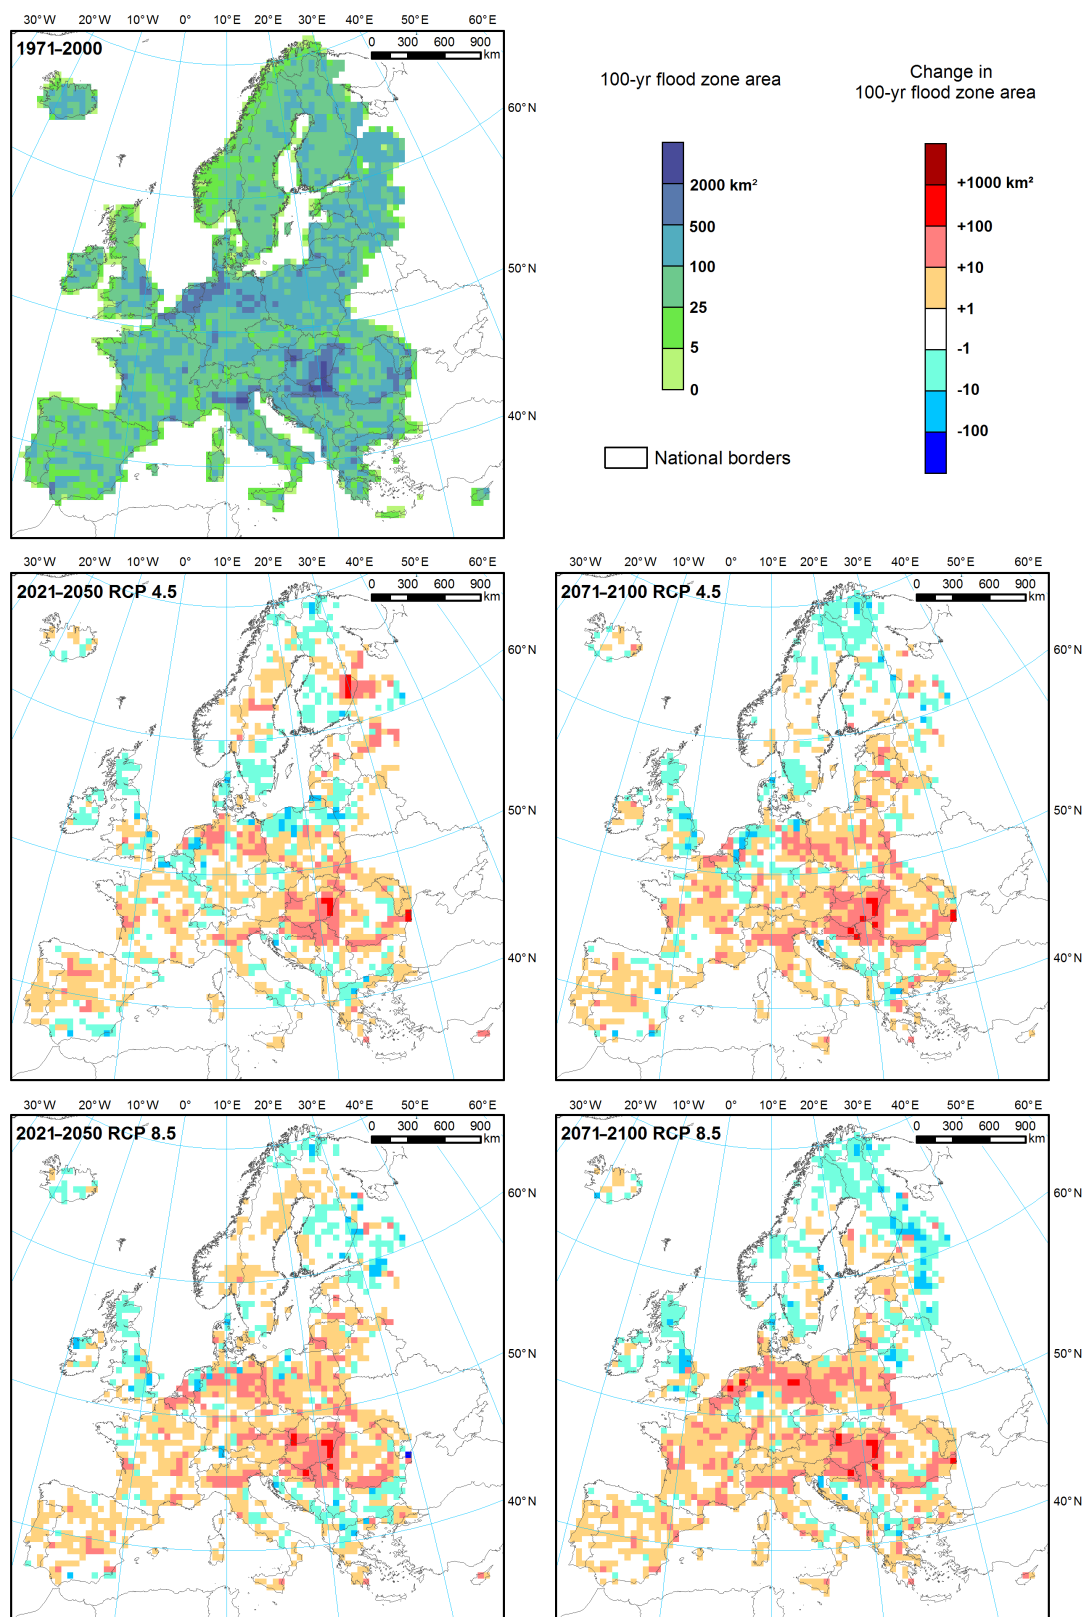 30°W 20°W 10°W 0° 10°E 20°E 30°E 40°E 50°E 60°E
1971–2000
0 300 600 900
km
60°N
50°N
40°N
100-yr flood zone area
2000 km²
500
100
25
5
0
Change in
100-yr flood zone area
+1000 km²
+100
+10
+1
-1
-10
-100
National borders
30°W 20°W 10°W 0° 10°E 20°E 30°E 40°E 50°E 60°E
2021–2050 RCP 4.5
0 300 600 900
km
60°N
50°N
40°N
30°W 20°W 10°W 0° 10°E 20°E 30°E 40°E 50°E 60°E
2071–2100 RCP 4.5
0 300 600 900
km
60°N
50°N
40°N
30°W 20°W 10°W 0° 10°E 20°E 30°E 40°E 50°E 60°E
2021–2050 RCP 8.5
0 300 600 900
km
60°N
50°N
40°N
30°W 20°W 10°W 0° 10°E 20°E 30°E 40°E 50°E 60°E
2071–2100 RCP 8.5
0 300 600 900
km
60°N
50°N
40°N